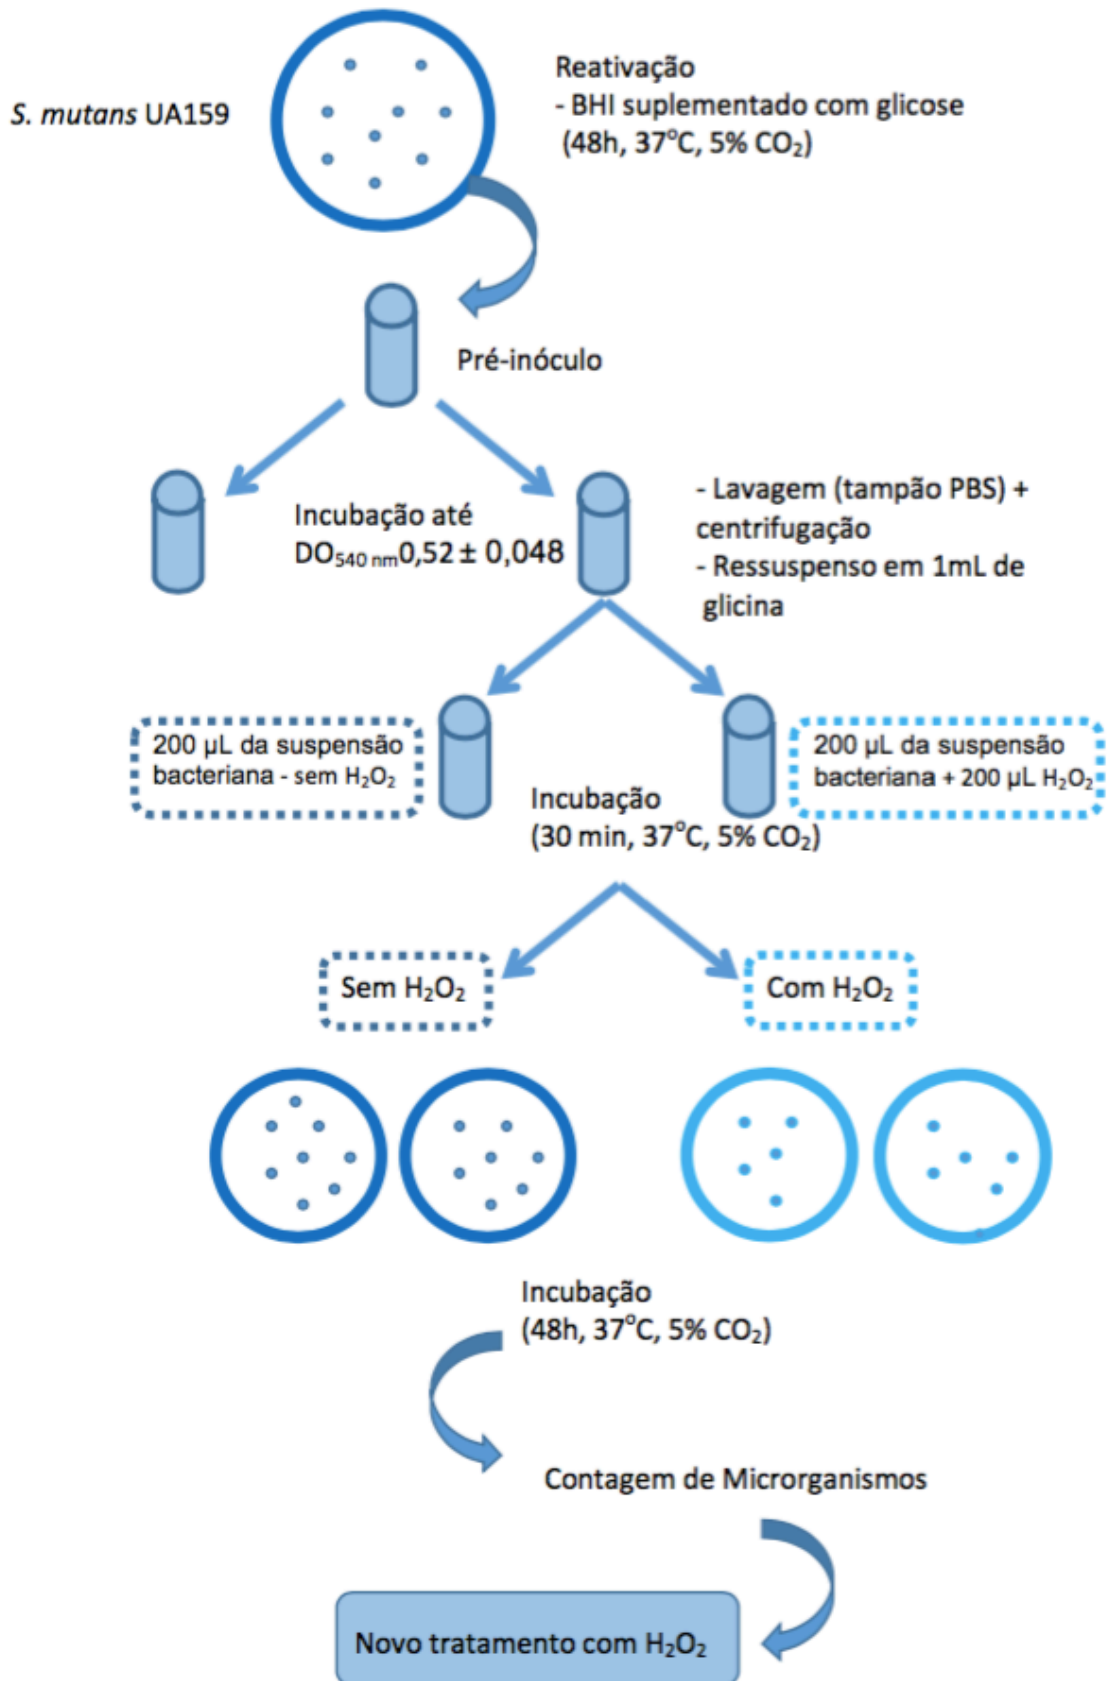 S. mutans UA159
Reativação
- BHI suplementado com glicose
(48h, 37°C, 5% CO₂)
Pré-inóculo
Incubação até
DO₅₄₀ ₙₘ0,52 ± 0,048
- Lavagem (tampão PBS) +
centrifugação
- Ressuspenso em 1mL de
glicina
200 µL da suspensão
bacteriana - sem H₂O₂
200 µL da suspensão
bacteriana + 200 µL H₂O₂
Incubação
(30 min, 37°C, 5% CO₂)
Sem H₂O₂
Com H₂O₂
Incubação
(48h, 37°C, 5% CO₂)
Contagem de Microrganismos
Novo tratamento com H₂O₂